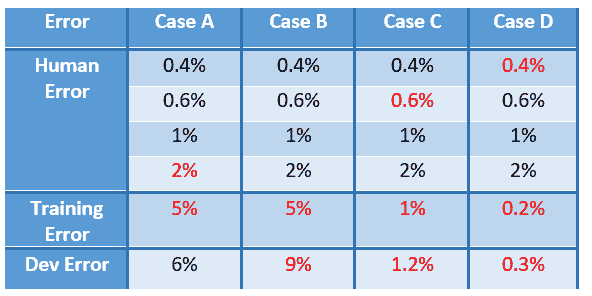 Error Case A Case B Case C Case D
Human Error 0.4% 0.4% 0.4% 0.4%
0.6% 0.6% 0.6% 0.6%
1% 1% 1% 1%
2% 2% 2% 2%
Training Error 5% 5% 1% 0.2%
Dev Error 6% 9% 1.2% 0.3%